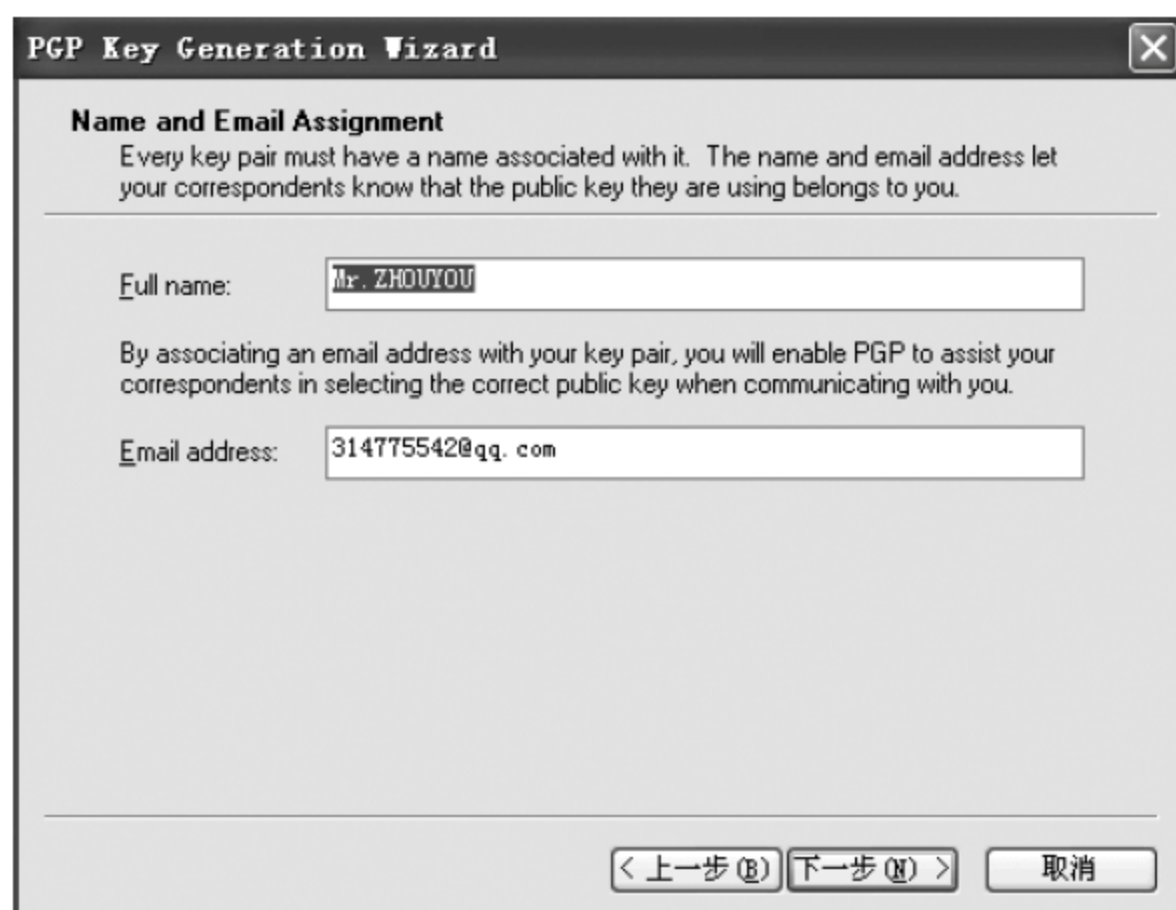 PGP Key Generation Wizard
Name and Email Assignment
Every key pair must have a name associated with it. The name and email address let
your correspondents know that the public key they are using belongs to you.
Full name:
Mr.ZHOUYOU
By associating an email address with your key pair, you will enable PGP to assist your
correspondents in selecting the correct public key when communicating with you.
Email address:
314775542@qq.com
< 上一步(B)
下一步(N) >
取消